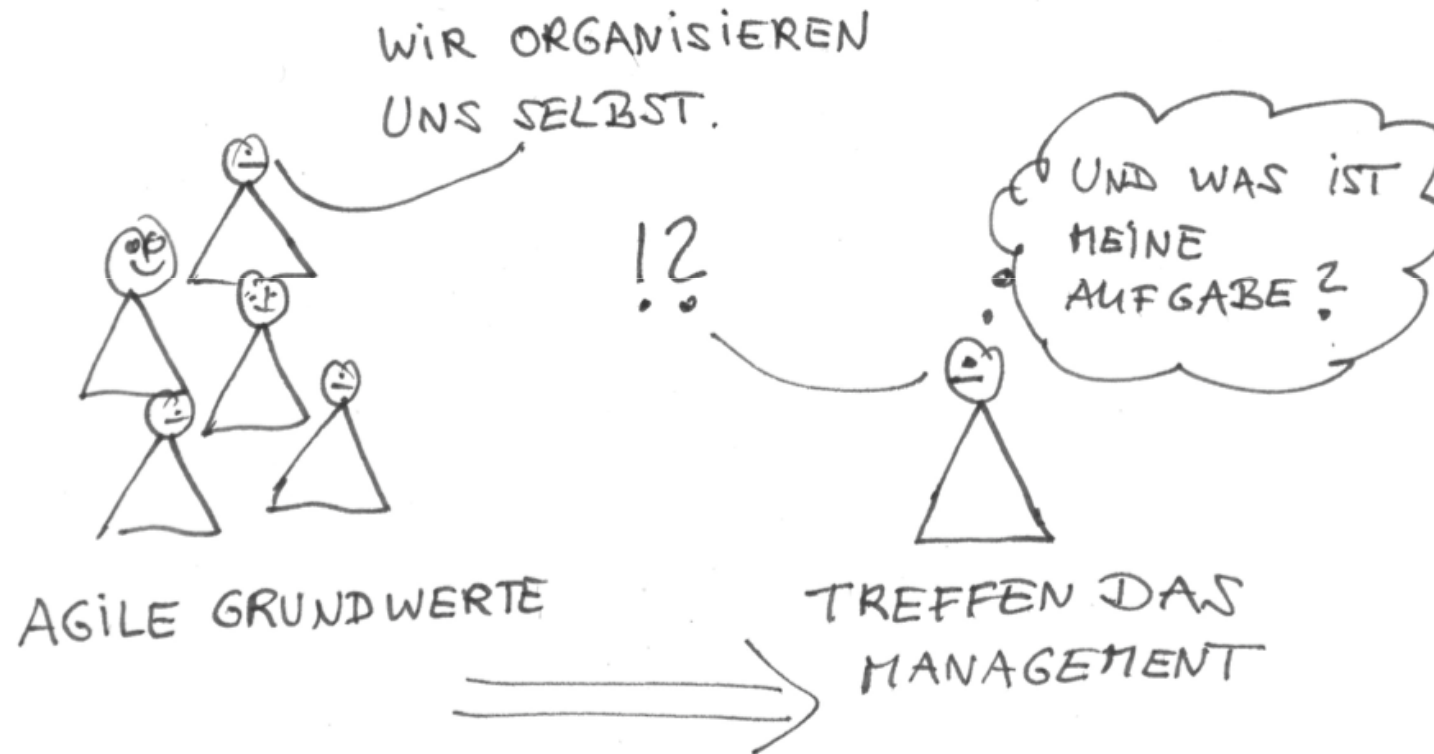 WIR ORGANISIEREN
UNS SELBST.
!?
UND WAS IST
MEINE
AUFGABE?
AGILE GRUNDWERTE
TREFFEN DAS
MANAGEMENT